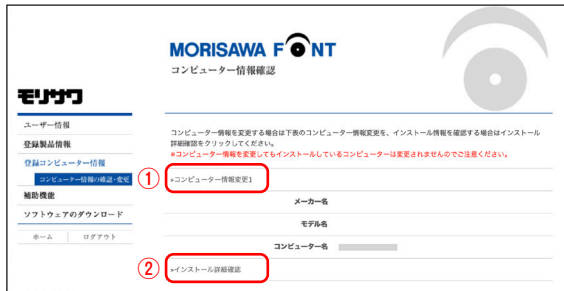 MORISAWA FONT
コンピューター情報確認
モリサワ
ユーザー情報
登録製品情報
登録コンピューター情報
コンピューター情報の確認・変更
補助機能
ソフトウェアのダウンロード
ホーム ログアウト
コンピューター情報を変更する場合は下表のコンピューター情報変更を、インストール情報を確認する場合はインストール
詳細確認をクリックしてください。
※コンピューター情報を変更してもインストールしているコンピューターは変更されませんのでご注意ください。
① »コンピューター情報変更1
メーカー名
モデル名
コンピューター名
② »インストール詳細確認